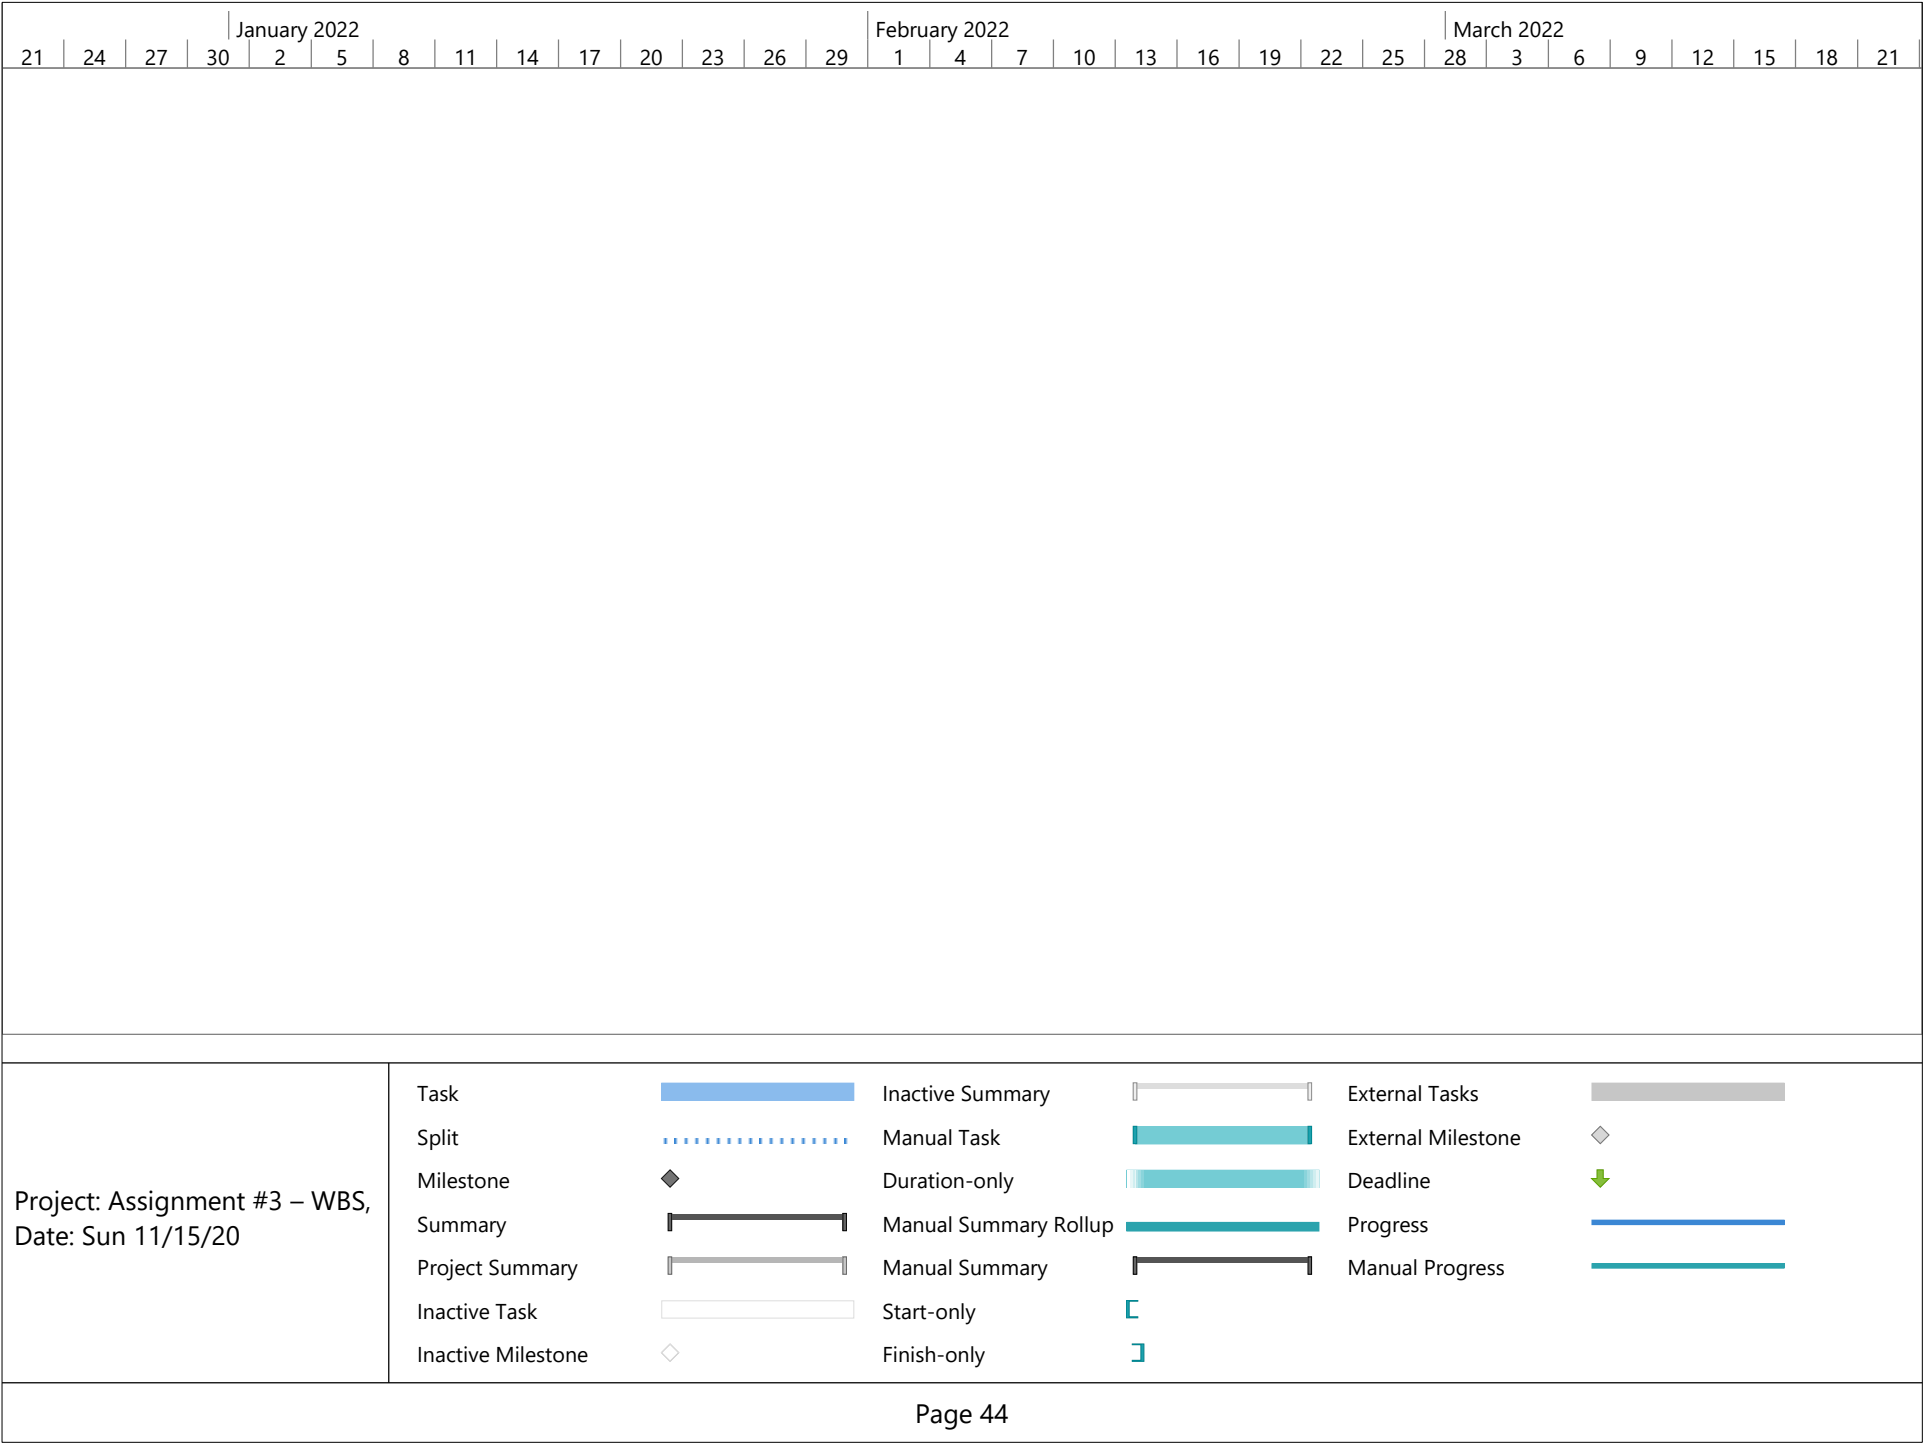 January 2022 February 2022 March 2022
21 24 27 30 2 5 8 11 14 17 20 23 26 29 1 4 7 10 13 16 19 22 25 28 3 6 9 12 15 18 21
Project: Assignment #3 – WBS,
Date: Sun 11/15/20
Task
Split
Milestone
Summary
Project Summary
Inactive Task
Inactive Milestone
Inactive Summary
Manual Task
Duration-only
Manual Summary Rollup
Manual Summary
Start-only
Finish-only
External Tasks
External Milestone
Deadline
Progress
Manual Progress
Page 44